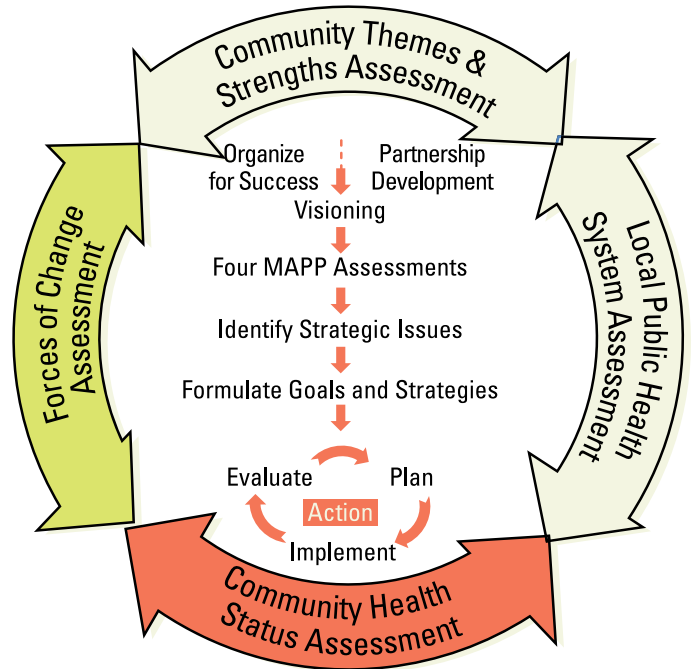 Community Themes &
Strengths Assessment
Organize
for Success
Partnership
Development
Visioning
Four MAPP Assessments
Identify Strategic Issues
Formulate Goals and Strategies
Evaluate
Plan
Action
Implement
Forces of Change
Assessment
Local Public Health
System Assessment
Community Health
Status Assessment